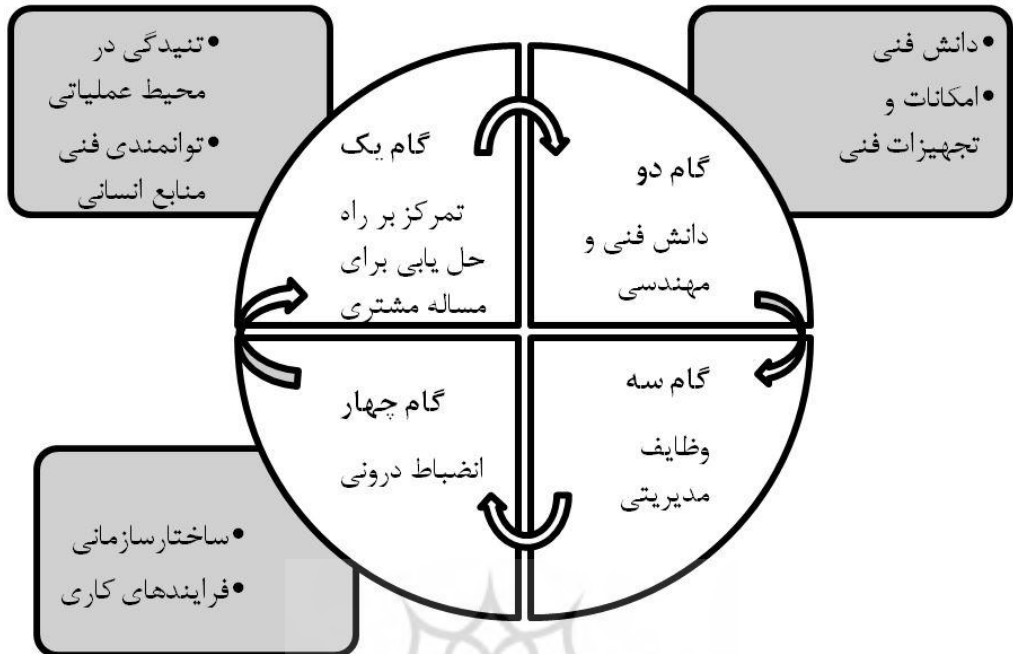 •دانش فنی
•امکانات و
تجهیزات فنی
•تنیدگی در
محیط عملیاتی
•توانمندی فنی
منابع انسانی
گام یک
تمرکز بر راه
حل یابی برای
مساله مشتری
گام دو
دانش فنی و
مهندسی
گام سه
وظایف
مدیریتی
گام چهار
انضباط درونی
•ساختارسازمانی
•فرایندهای کاری